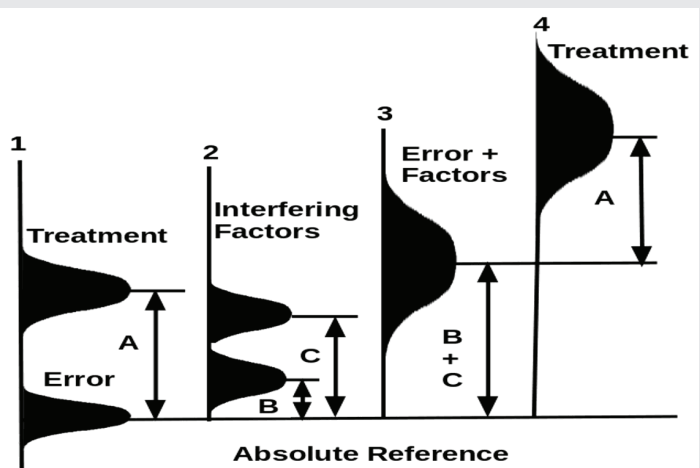 1
Treatment
A
Error
2
Interfering
Factors
C
B
3
Error +
Factors
B
+
C
4
Treatment
A
Absolute Reference